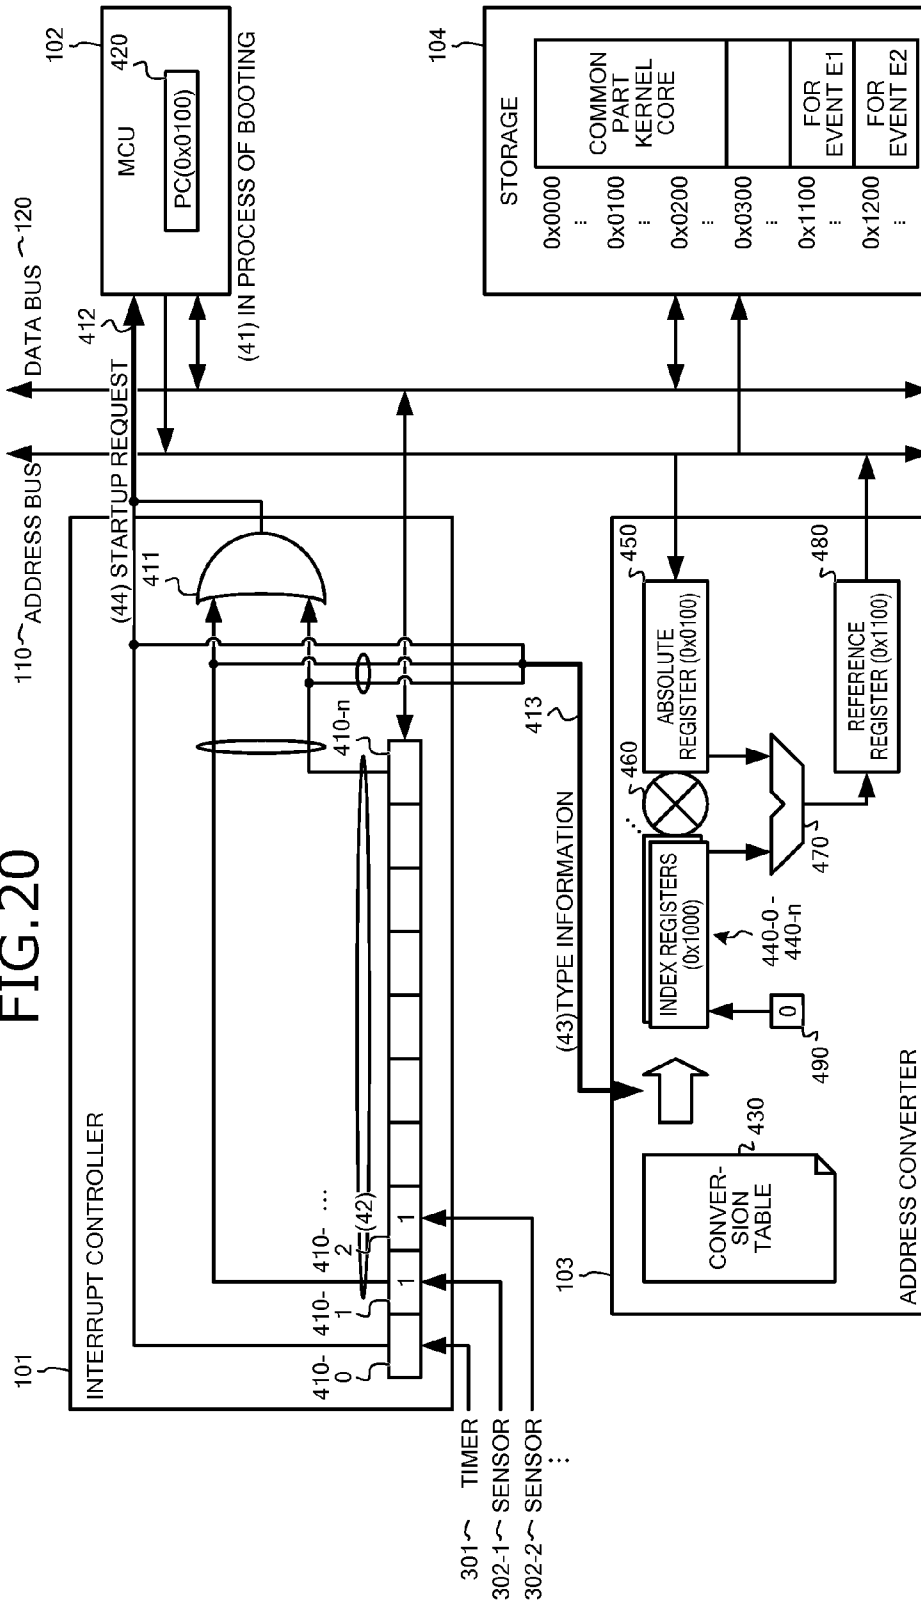 FIG.20
110
ADDRESS BUS
DATA BUS
120
101
INTERRUPT CONTROLLER
(44) STARTUP REQUEST
412
411
102
MCU
420
PC(0x0100)
(41) IN PROCESS OF BOOTING
410-
0
410-
1
410-
2
...
(42)
410-n
1
1
301
TIMER
302-1
SENSOR
302-2
SENSOR
...
413
(43)TYPE INFORMATION
103
ADDRESS CONVERTER
CONVER-
SION
TABLE
430
INDEX REGISTERS
(0x1000)
...
440-0 -
440-n
0
490
460
ABSOLUTE
REGISTER (0x0100)
450
470
REFERENCE
REGISTER (0x1100)
480
104
STORAGE
0x0000
...
0x0100
...
0x0200
...
0x0300
...
0x1100
...
0x1200
...
COMMON
PART
KERNEL
CORE
FOR
EVENT E1
FOR
EVENT E2